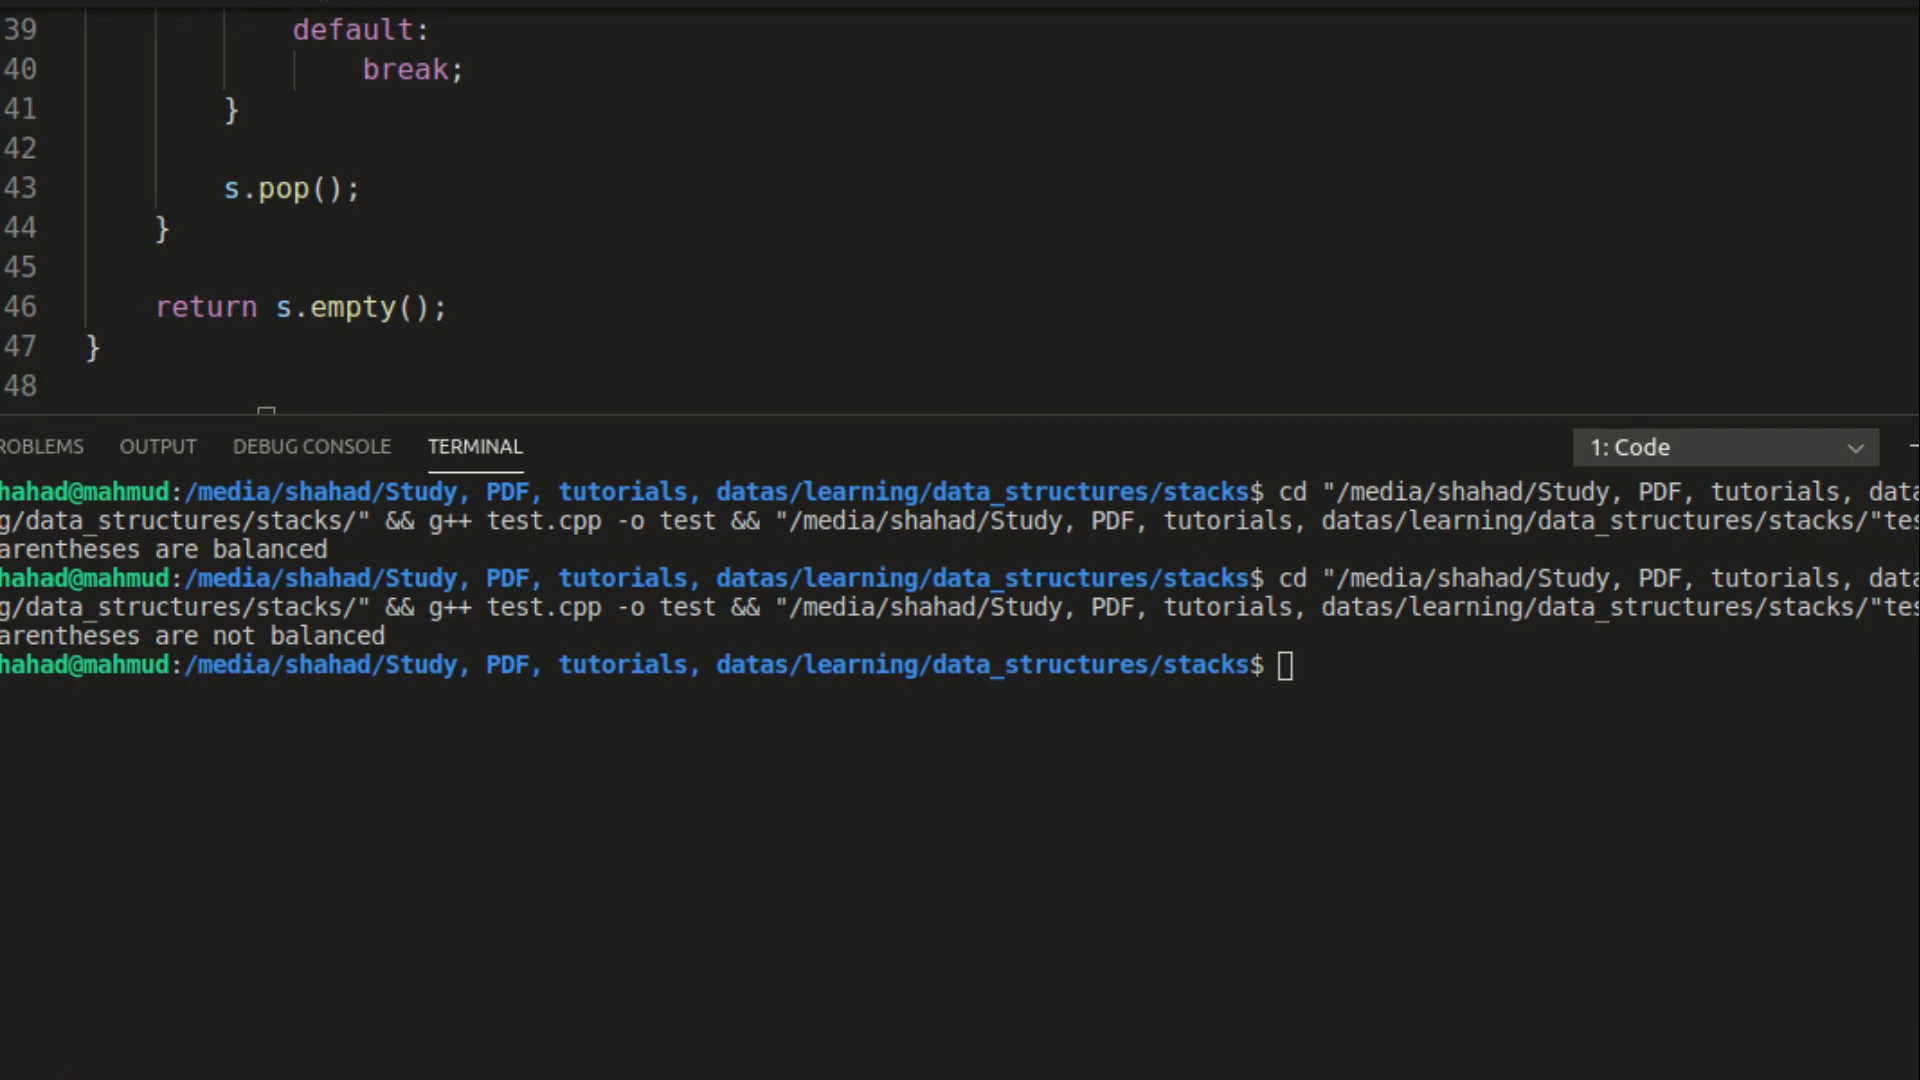 39 default:
40 break;
41 }
42
43 s.pop();
44 }
45
46 return s.empty();
47 }
48
ROBLEMS OUTPUT DEBUG CONSOLE TERMINAL 1: Code
hahad@mahmud:/media/shahad/Study, PDF, tutorials, datas/learning/data_structures/stacks$ cd "/media/shahad/Study, PDF, tutorials, data
g/data_structures/stacks/" && g++ test.cpp -o test && "/media/shahad/Study, PDF, tutorials, datas/learning/data_structures/stacks/"tes
arentheses are balanced
hahad@mahmud:/media/shahad/Study, PDF, tutorials, datas/learning/data_structures/stacks$ cd "/media/shahad/Study, PDF, tutorials, data
g/data_structures/stacks/" && g++ test.cpp -o test && "/media/shahad/Study, PDF, tutorials, datas/learning/data_structures/stacks/"tes
arentheses are not balanced
hahad@mahmud:/media/shahad/Study, PDF, tutorials, datas/learning/data_structures/stacks$